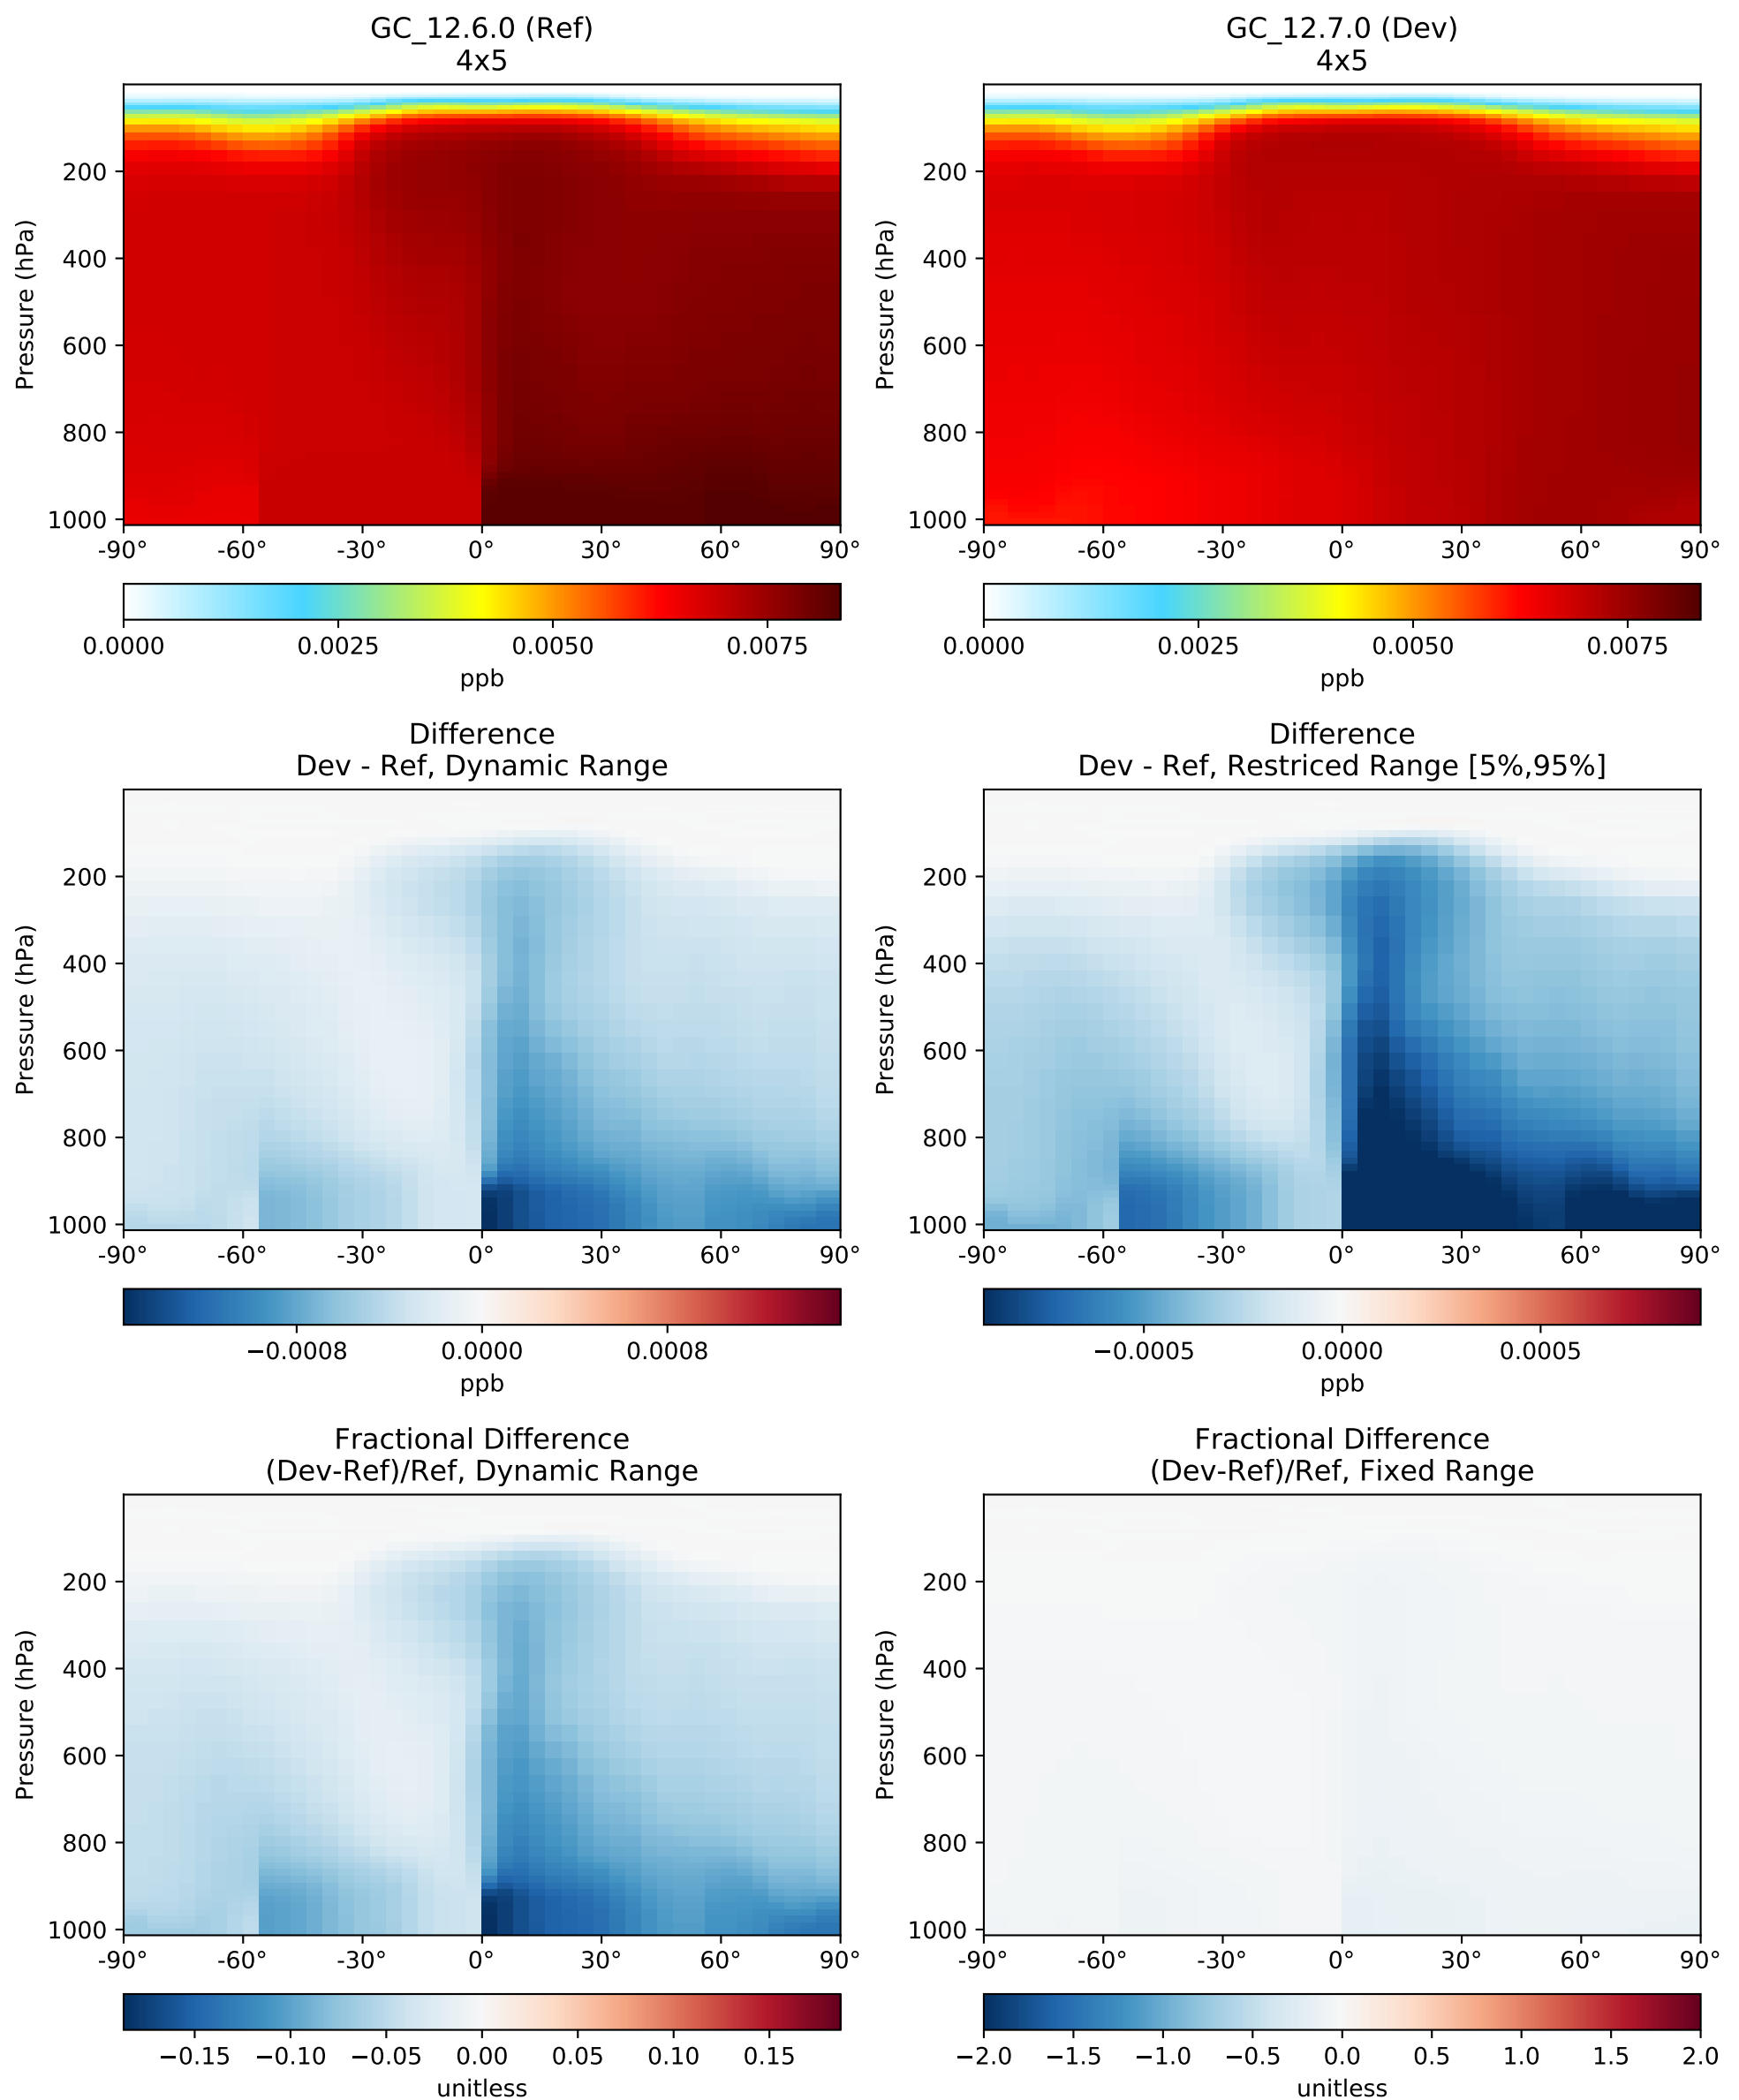 GC_12.6.0 (Ref)
4x5
Pressure (hPa)
200
400
600
800
1000
-90° -60° -30° 0° 30° 60° 90°
0.0000 0.0025 0.0050 0.0075
ppb
GC_12.7.0 (Dev)
4x5
Pressure (hPa)
200
400
600
800
1000
-90° -60° -30° 0° 30° 60° 90°
0.0000 0.0025 0.0050 0.0075
ppb
Difference
Dev - Ref, Dynamic Range
Pressure (hPa)
200
400
600
800
1000
-90° -60° -30° 0° 30° 60° 90°
−0.0008 0.0000 0.0008
ppb
Difference
Dev - Ref, Restriced Range [5%,95%]
Pressure (hPa)
200
400
600
800
1000
-90° -60° -30° 0° 30° 60° 90°
−0.0005 0.0000 0.0005
ppb
Fractional Difference
(Dev-Ref)/Ref, Dynamic Range
Pressure (hPa)
200
400
600
800
1000
-90° -60° -30° 0° 30° 60° 90°
−0.15 −0.10 −0.05 0.00 0.05 0.10 0.15
unitless
Fractional Difference
(Dev-Ref)/Ref, Fixed Range
Pressure (hPa)
200
400
600
800
1000
-90° -60° -30° 0° 30° 60° 90°
−2.0 −1.5 −1.0 −0.5 0.0 0.5 1.0 1.5 2.0
unitless